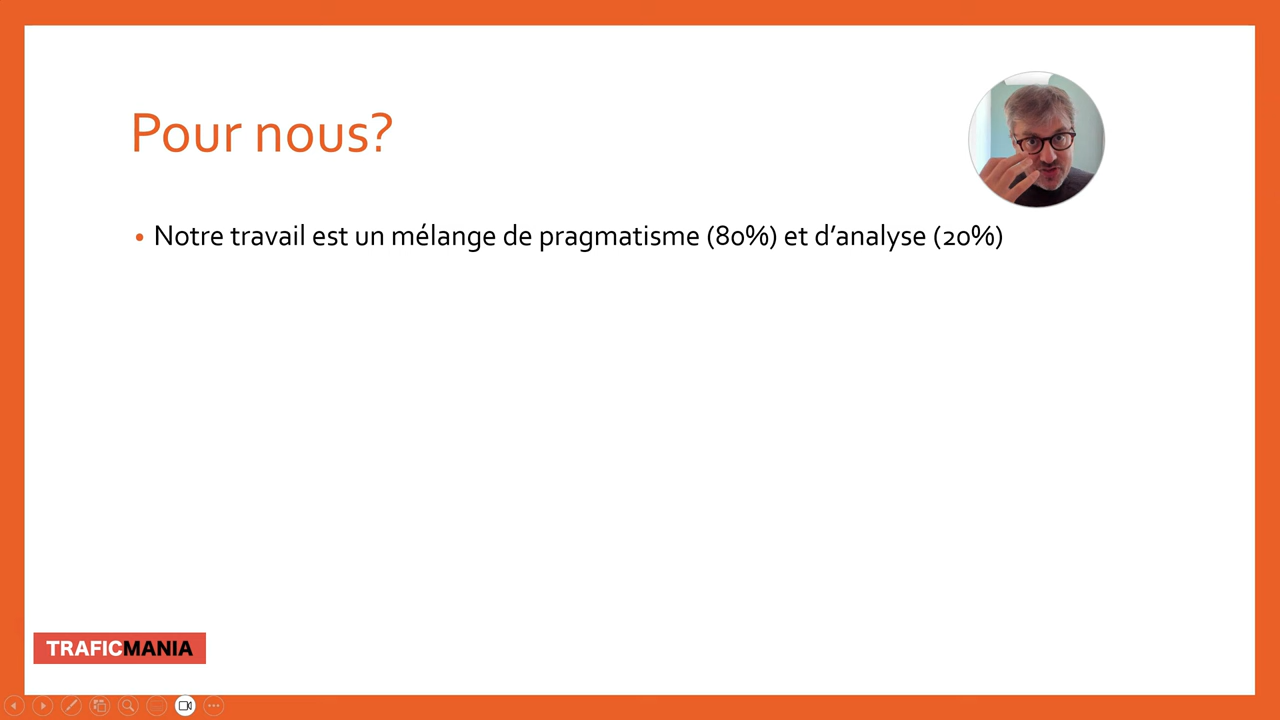 Pour nous?
• Notre travail est un mélange de pragmatisme (80%) et d’analyse (20%)
TRAFICMANIA